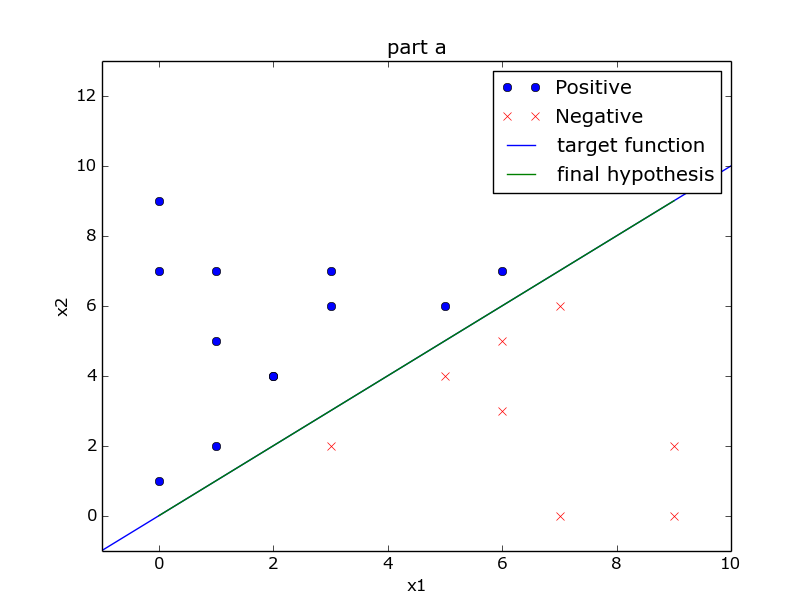 part a
Positive
Negative
target function
final hypothesis
12
10
8
6
4
2
0
x2
0 2 4 6 8 10
x1